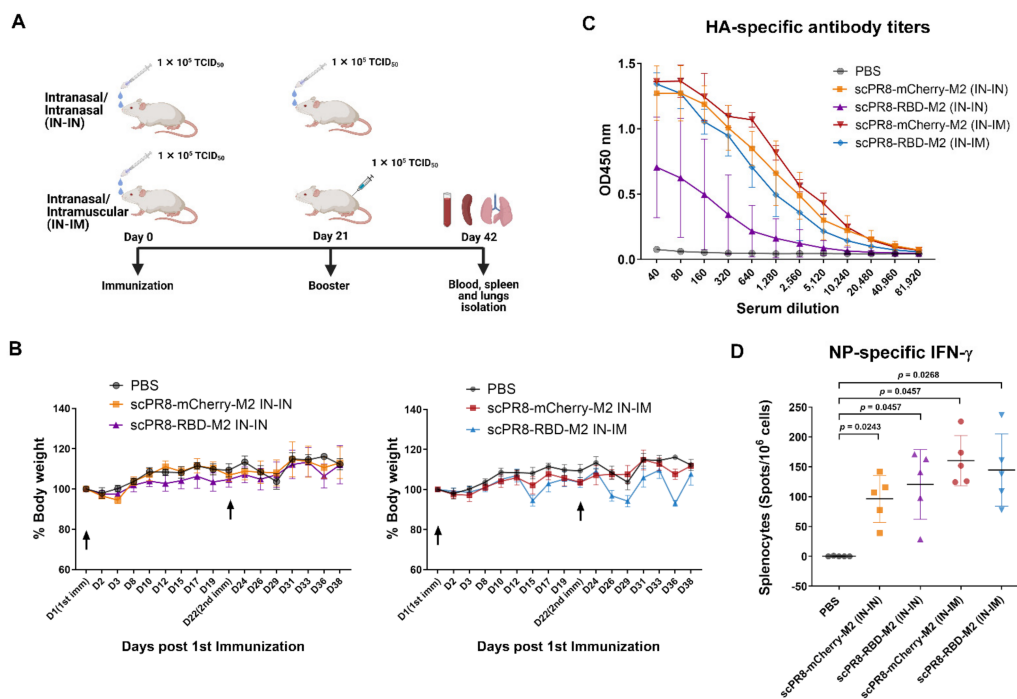 A
1 × 10⁵ TCID₅₀
1 × 10⁵ TCID₅₀
Intranasal/
Intranasal
(IN-IN)
1 × 10⁵ TCID₅₀
1 × 10⁵ TCID₅₀
Intranasal/
Intramuscular
(IN-IM)
Day 0
Day 21
Day 42
Immunization
Booster
Blood, spleen
and lungs
isolation
B
PBS
scPR8-mCherry-M2 IN-IN
scPR8-RBD-M2 IN-IN
% Body weight
140
120
100
80
60
D1(1st imm)
D2
D3
D8
D10
D12
D15
D17
D19
D22(2nd imm)
D24
D26
D29
D31
D33
D36
D38
Days post 1st Immunization
PBS
scPR8-mCherry-M2 IN-IM
scPR8-RBD-M2 IN-IM
% Body weight
140
120
100
80
60
D1(1st imm)
D2
D3
D8
D10
D12
D15
D17
D19
D22(2nd imm)
D24
D26
D29
D31
D33
D36
D38
Days post 1st Immunization
C
HA-specific antibody titers
PBS
scPR8-mCherry-M2 (IN-IN)
scPR8-RBD-M2 (IN-IN)
scPR8-mCherry-M2 (IN-IM)
scPR8-RBD-M2 (IN-IM)
OD450 nm
1.5
1.0
0.5
0.0
40
80
160
320
640
1,280
2,560
5,120
10,240
20,480
40,960
81,920
Serum dilution
D
NP-specific IFN-γ
p = 0.0268
p = 0.0457
p = 0.0457
p = 0.0243
Splenocytes (Spots/10⁶ cells)
250
200
150
100
50
0
-50
PBS
scPR8-mCherry-M2 (IN-IN)
scPR8-RBD-M2 (IN-IN)
scPR8-mCherry-M2 (IN-IM)
scPR8-RBD-M2 (IN-IM)